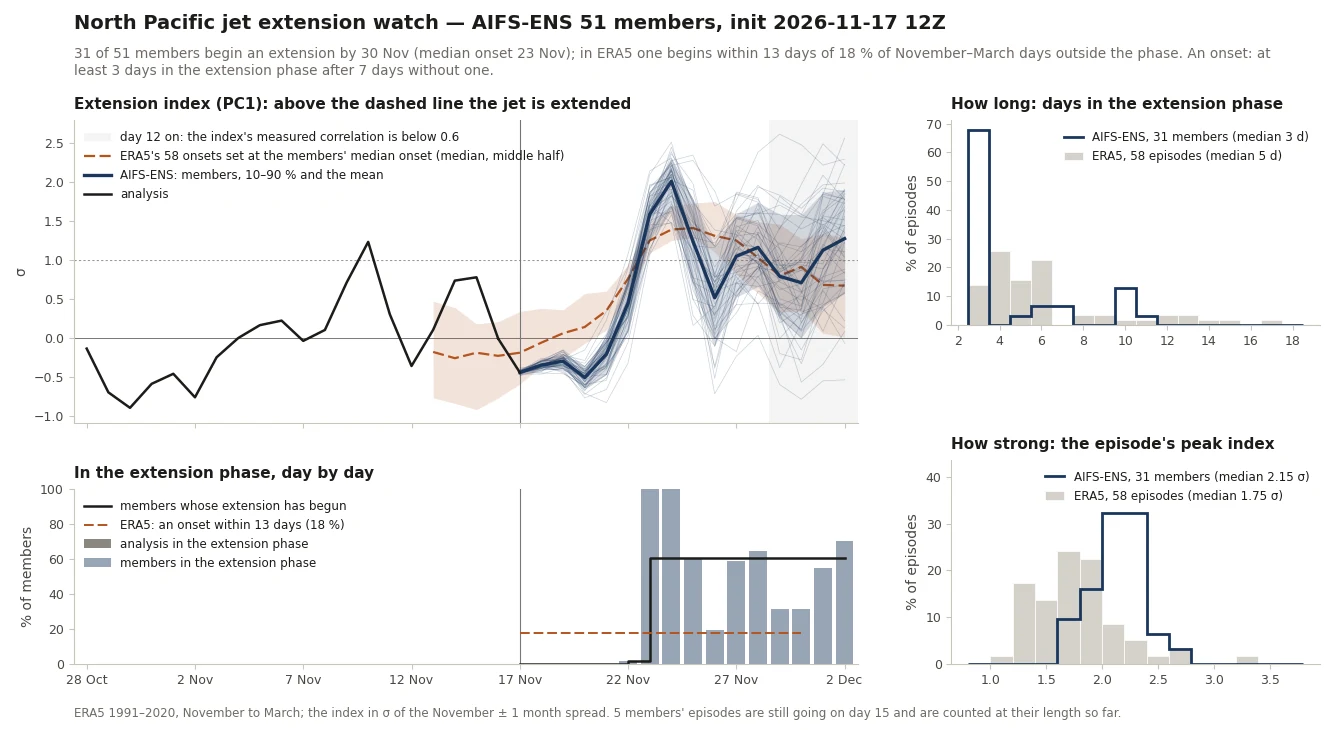 North Pacific jet extension watch — AIFS-ENS 51 members, init 2026-11-17 12Z
31 of 51 members begin an extension by 30 Nov (median onset 23 Nov); in ERA5 one begins within 13 days of 18 % of November–March days outside the phase. An onset: at
least 3 days in the extension phase after 7 days without one.
Extension index (PC1): above the dashed line the jet is extended
day 12 on: the index's measured correlation is below 0.6
ERA5's 58 onsets set at the members' median onset (median, middle half)
AIFS-ENS: members, 10–90 % and the mean
analysis
σ
2.5
2.0
1.5
1.0
0.5
0.0
−0.5
−1.0
How long: days in the extension phase
AIFS-ENS, 31 members (median 3 d)
ERA5, 58 episodes (median 5 d)
% of episodes
70
60
50
40
30
20
10
0
2 4 6 8 10 12 14 16 18
In the extension phase, day by day
members whose extension has begun
ERA5: an onset within 13 days (18 %)
analysis in the extension phase
members in the extension phase
% of members
100
80
60
40
20
0
28 Oct 2 Nov 7 Nov 12 Nov 17 Nov 22 Nov 27 Nov 2 Dec
How strong: the episode's peak index
AIFS-ENS, 31 members (median 2.15 σ)
ERA5, 58 episodes (median 1.75 σ)
% of episodes
40
30
20
10
0
1.0 1.5 2.0 2.5 3.0 3.5
ERA5 1991–2020, November to March; the index in σ of the November ± 1 month spread. 5 members' episodes are still going on day 15 and are counted at their length so far.